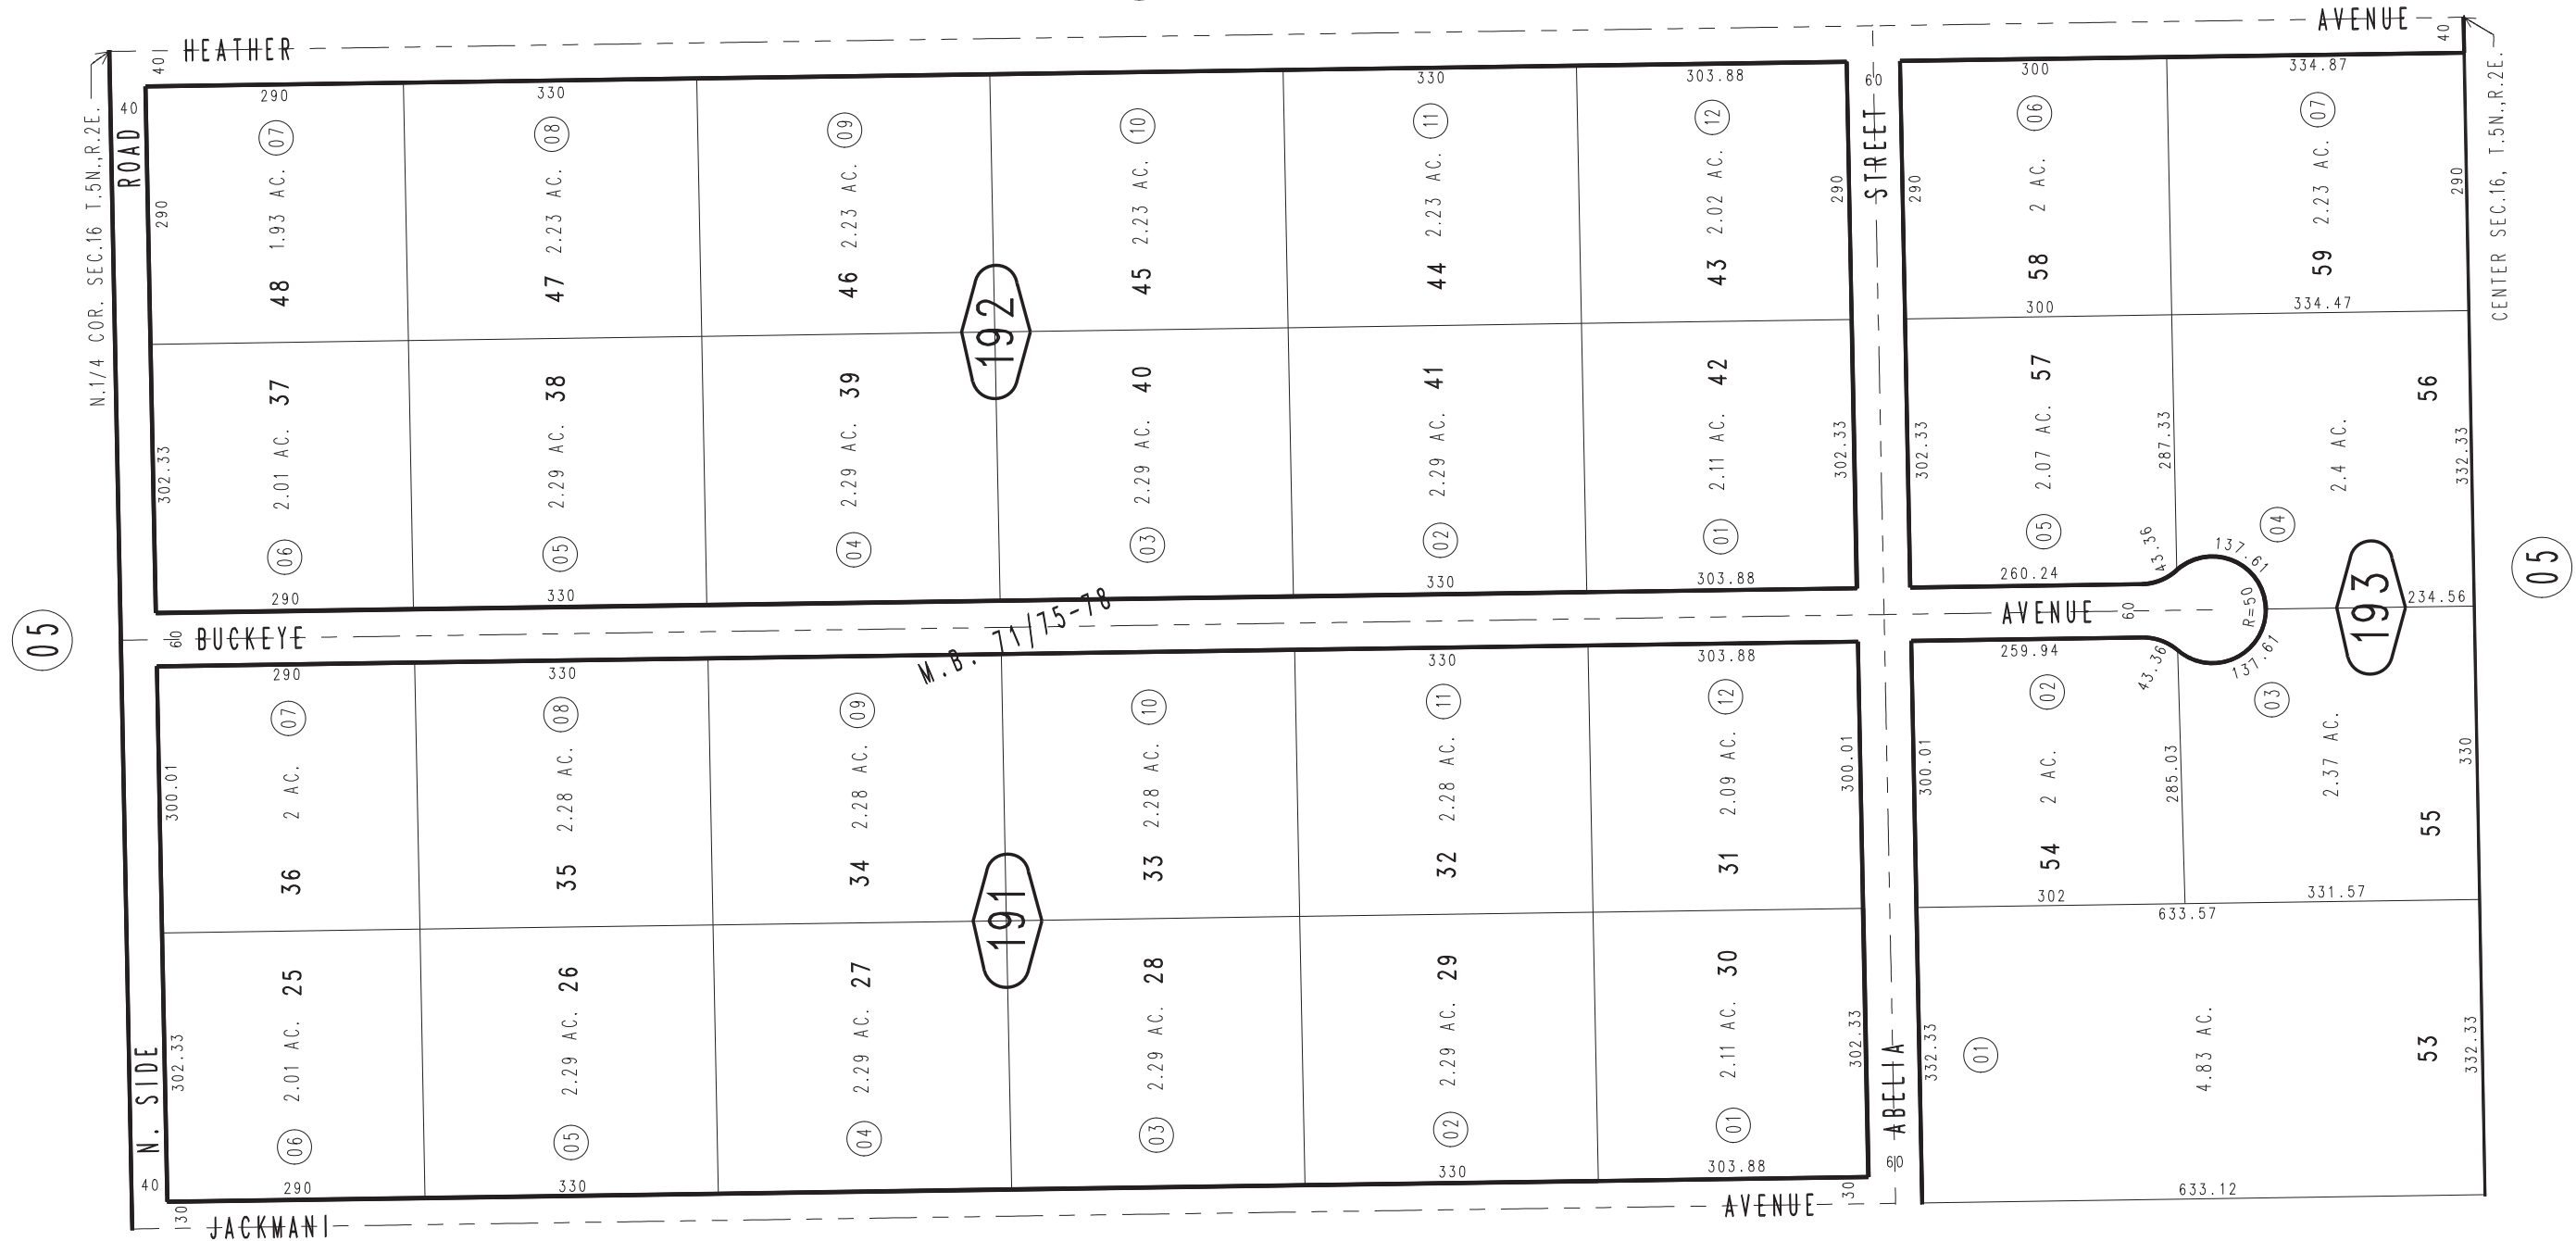 HEATHER AVENUE
40
40
40
N.1/4 COR. SEC.16 T.5N.,R.2E.
CENTER SEC.16, T.5N.,R.2E.
ROAD
STREET
60
290 330 330 303.88 300 334.87
07 08 09 10 11 12 06 07
290 290 290 290
1.93 AC. 2.23 AC. 2.23 AC. 2.23 AC. 2.23 AC. 2.02 AC. 2 AC. 2.23 AC.
48 47 46 45 44 43 58 59
300 334.47
192
37 38 39 40 41 42 57 56
302.33 302.33 302.33 287.33 332.33
2.01 AC. 2.29 AC. 2.29 AC. 2.29 AC. 2.29 AC. 2.11 AC. 2.07 AC. 2.4 AC.
06 05 04 03 02 01 05 04
290 330 330 303.88 260.24 43.36 137.61
05
05
193
234.56
R=50
60 BUCKEYE AVENUE 60
M.B. 71/75-78
290 330 330 303.88 259.94 43.36 137.61
07 08 09 10 11 12 02 03
300.01 300.01 300.01 285.03 330
2 AC. 2.28 AC. 2.28 AC. 2.28 AC. 2.28 AC. 2.09 AC. 2 AC. 2.37 AC.
36 35 34 33 32 31 54 55
302 331.57
633.57
191
25 26 27 28 29 30 53
302.33 302.33 332.33 332.33
2.01 AC. 2.29 AC. 2.29 AC. 2.29 AC. 2.29 AC. 2.11 AC. 4.83 AC.
06 05 04 03 02 01 01
N. SIDE
ABELIA
290 330 330 303.88 633.12
40 60
30 30
JACKMAN AVENUE